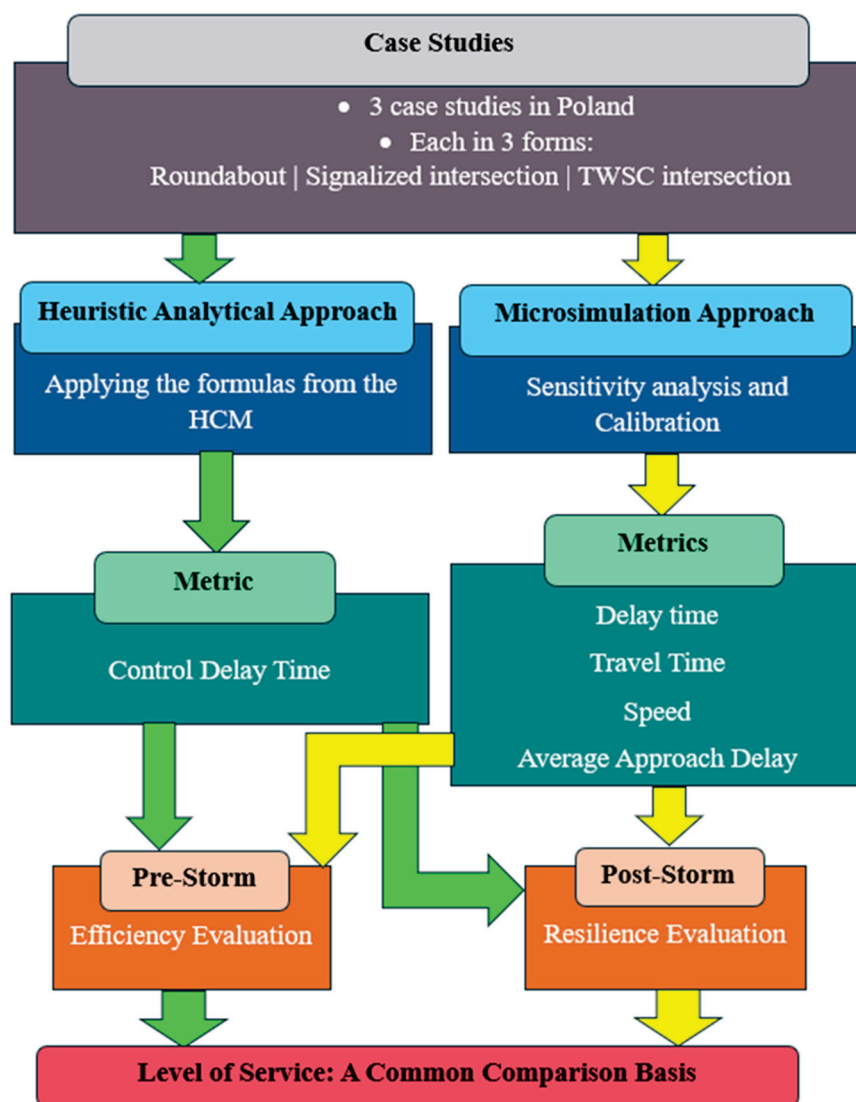 Case Studies
• 3 case studies in Poland
• Each in 3 forms:
Roundabout | Signalized intersection | TWSC intersection
Heuristic Analytical Approach
Applying the formulas from the
HCM
Microsimulation Approach
Sensitivity analysis and
Calibration
Metric
Control Delay Time
Metrics
Delay time
Travel Time
Speed
Average Approach Delay
Pre-Storm
Efficiency Evaluation
Post-Storm
Resilience Evaluation
Level of Service: A Common Comparison Basis